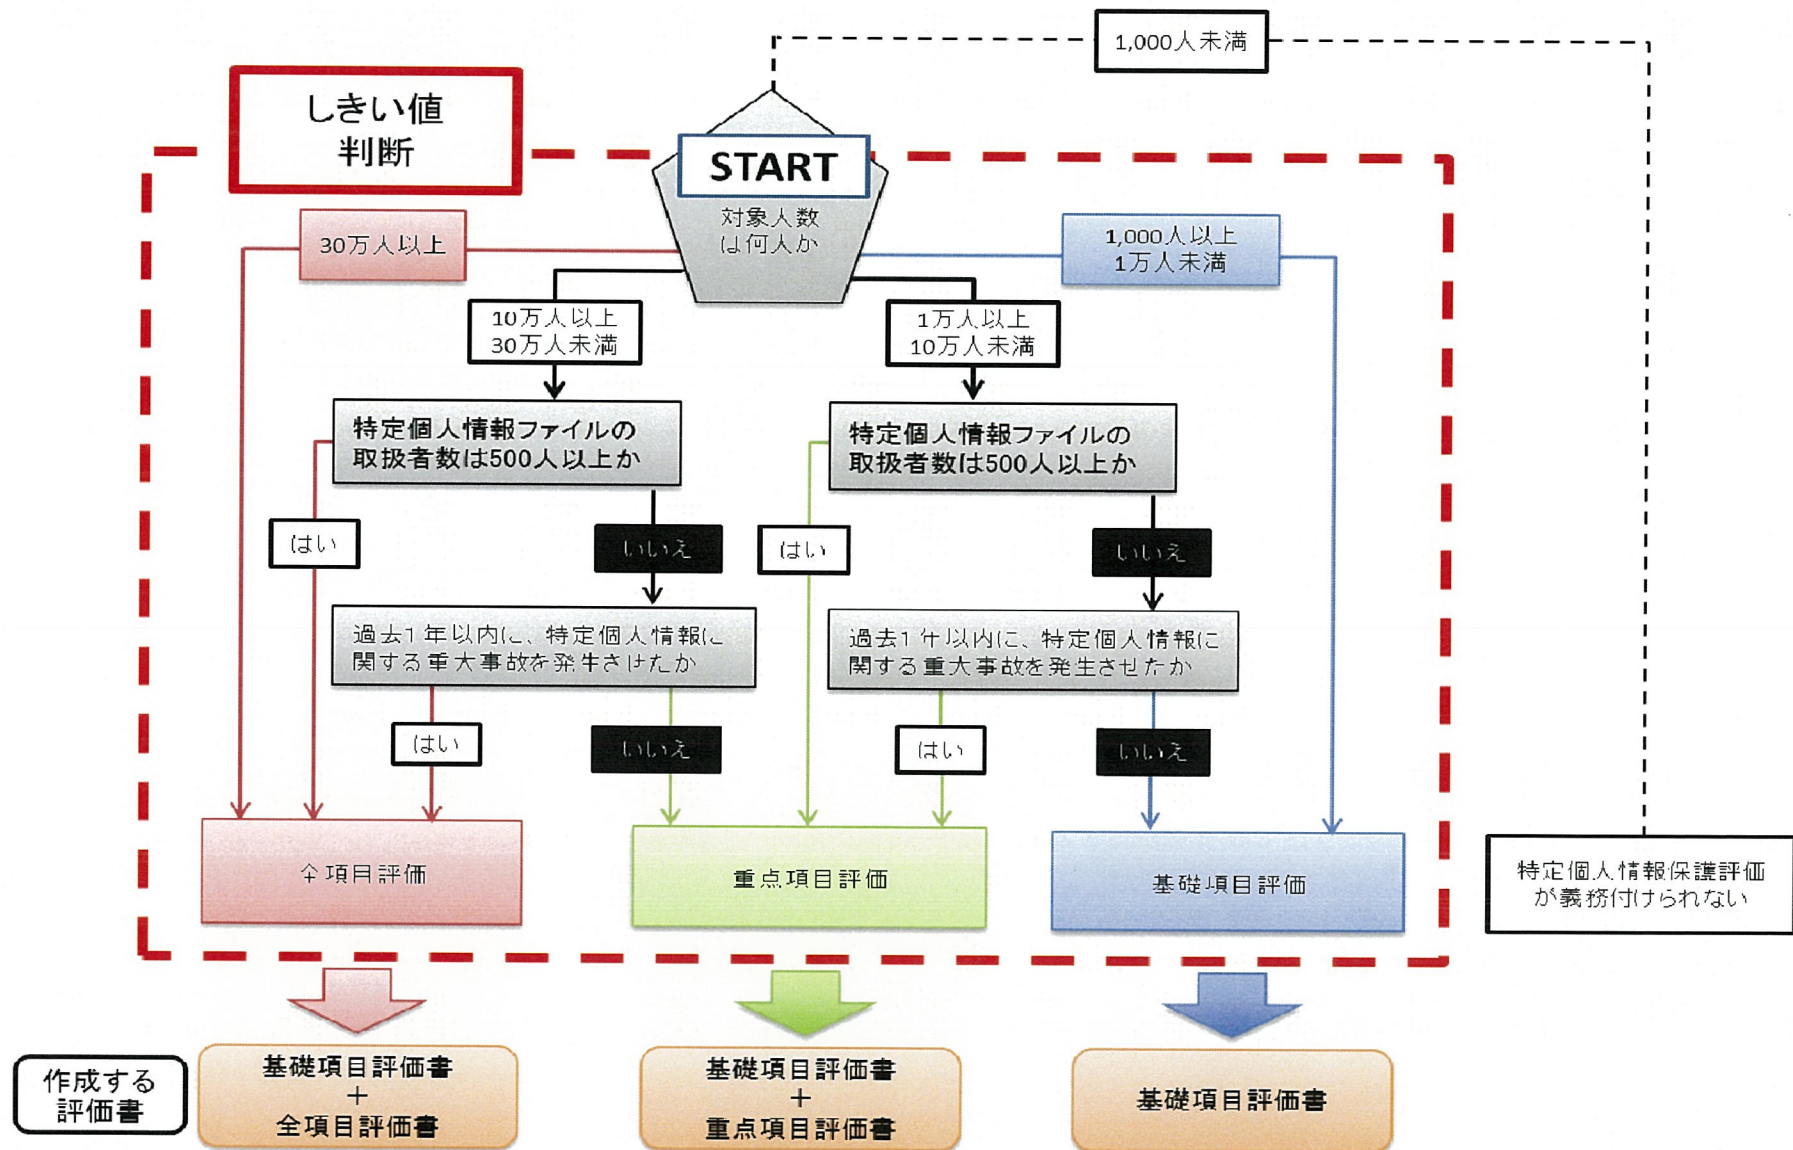 1,000人未満
しきい値
判断
START
対象人数
は何人か
30万人以上
1,000人以上
1万人未満
10万人以上
30万人未満
1万人以上
10万人未満
特定個人情報ファイルの
取扱者数は500人以上か
特定個人情報ファイルの
取扱者数は500人以上か
はい
いいえ
はい
いいえ
過去1年以内に、特定個人情報に
関する重大事故を発生させたか
過去1年以内に、特定個人情報に
関する重大事故を発生させたか
はい
いいえ
はい
いいえ
全項目評価
重点項目評価
基礎項目評価
特定個人情報保護評価
が義務付けられない
作成する
評価書
基礎項目評価書
+
全項目評価書
基礎項目評価書
+
重点項目評価書
基礎項目評価書